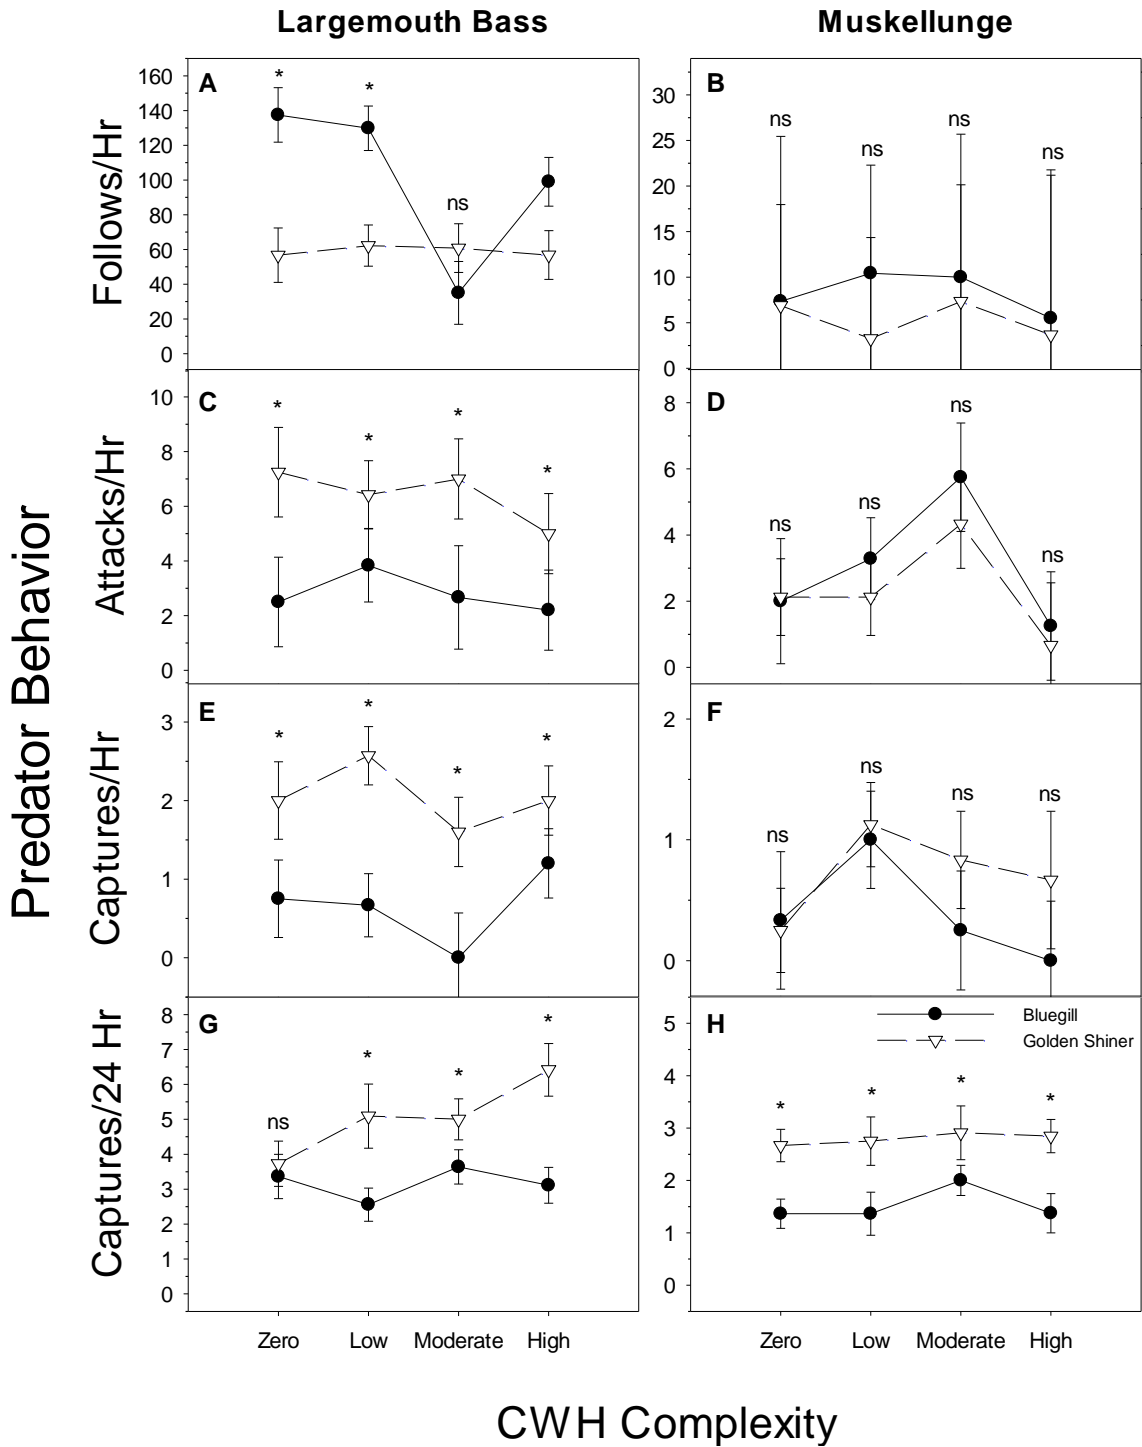 Largemouth Bass
Muskellunge
Predator Behavior
Follows/Hr
A
160
140
120
100
80
60
40
20
0
*
*
ns
B
30
25
20
15
10
5
0
ns
ns
ns
ns
Attacks/Hr
C
10
8
6
4
2
0
*
*
*
*
D
8
6
4
2
0
ns
ns
ns
ns
Captures/Hr
E
3
2
1
0
*
*
*
*
F
2
1
0
ns
ns
ns
ns
Captures/24 Hr
G
8
7
6
5
4
3
2
1
0
ns
*
*
*
H
5
4
3
2
1
0
*
*
*
*
Bluegill
Golden Shiner
Zero Low Moderate High
Zero Low Moderate High
CWH Complexity